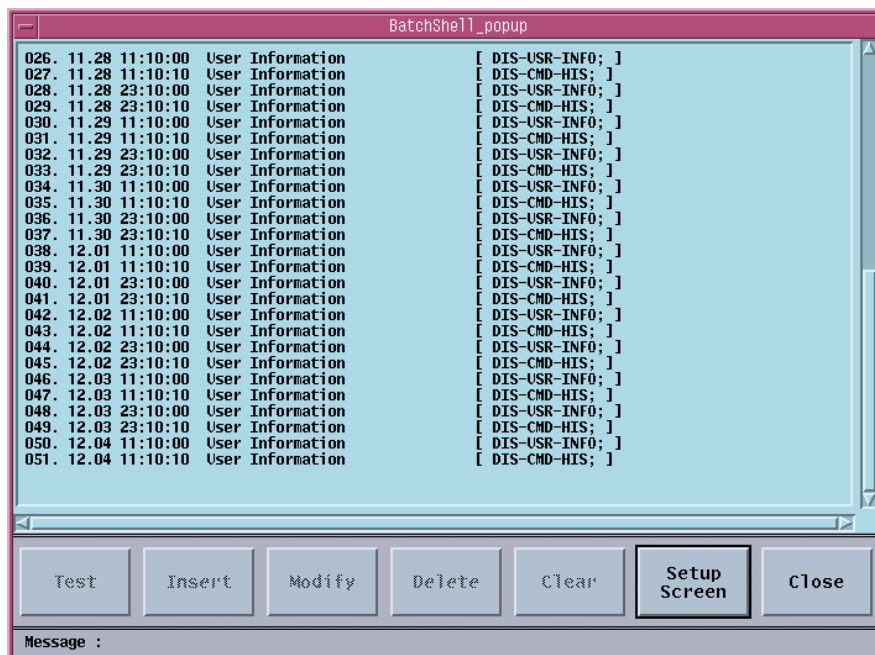 BatchShell_popup
026. 11.28 11:10:00 User Information [ DIS-USR-INFO; ]
027. 11.28 11:10:10 User Information [ DIS-CMD-HIS; ]
028. 11.28 23:10:00 User Information [ DIS-USR-INFO; ]
029. 11.28 23:10:10 User Information [ DIS-CMD-HIS; ]
030. 11.29 11:10:00 User Information [ DIS-USR-INFO; ]
031. 11.29 11:10:10 User Information [ DIS-CMD-HIS; ]
032. 11.29 23:10:00 User Information [ DIS-USR-INFO; ]
033. 11.29 23:10:10 User Information [ DIS-CMD-HIS; ]
034. 11.30 11:10:00 User Information [ DIS-USR-INFO; ]
035. 11.30 11:10:10 User Information [ DIS-CMD-HIS; ]
036. 11.30 23:10:00 User Information [ DIS-USR-INFO; ]
037. 11.30 23:10:10 User Information [ DIS-CMD-HIS; ]
038. 12.01 11:10:00 User Information [ DIS-USR-INFO; ]
039. 12.01 11:10:10 User Information [ DIS-CMD-HIS; ]
040. 12.01 23:10:00 User Information [ DIS-USR-INFO; ]
041. 12.01 23:10:10 User Information [ DIS-CMD-HIS; ]
042. 12.02 11:10:00 User Information [ DIS-USR-INFO; ]
043. 12.02 11:10:10 User Information [ DIS-CMD-HIS; ]
044. 12.02 23:10:00 User Information [ DIS-USR-INFO; ]
045. 12.02 23:10:10 User Information [ DIS-CMD-HIS; ]
046. 12.03 11:10:00 User Information [ DIS-USR-INFO; ]
047. 12.03 11:10:10 User Information [ DIS-CMD-HIS; ]
048. 12.03 23:10:00 User Information [ DIS-USR-INFO; ]
049. 12.03 23:10:10 User Information [ DIS-CMD-HIS; ]
050. 12.04 11:10:00 User Information [ DIS-USR-INFO; ]
051. 12.04 11:10:10 User Information [ DIS-CMD-HIS; ]
Test
Insert
Modify
Delete
Clear
Setup
Screen
Close
Message :